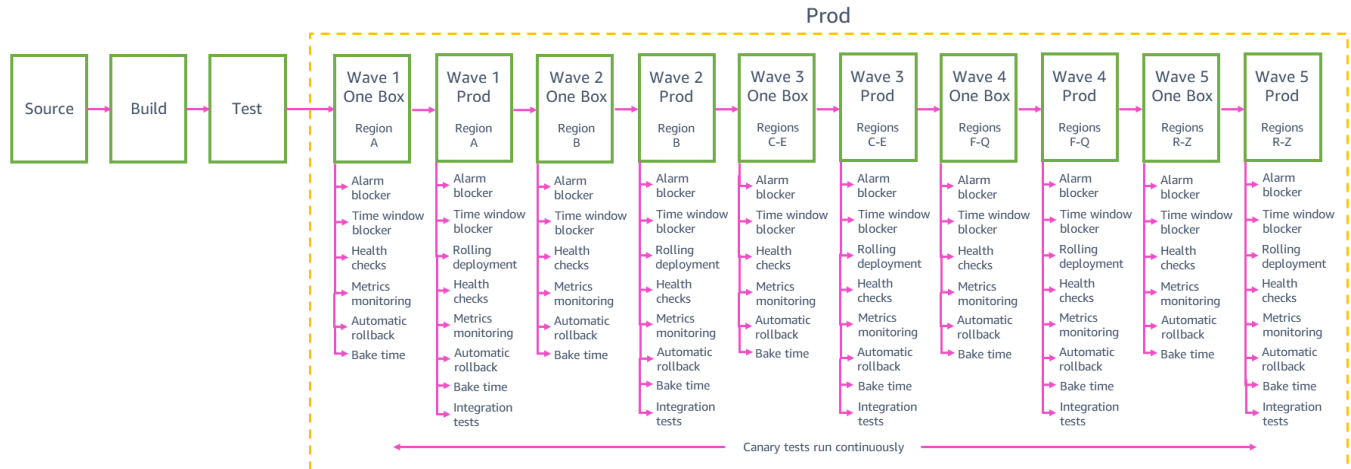 Prod
Source
Build
Test
Wave 1
One Box
Region
A
Alarm
blocker
Time window
blocker
Health
checks
Metrics
monitoring
Automatic
rollback
Bake time
Wave 1
Prod
Region
A
Alarm
blocker
Time window
blocker
Rolling
deployment
Health
checks
Metrics
monitoring
Automatic
rollback
Bake time
Integration
tests
Wave 2
One Box
Region
B
Alarm
blocker
Time window
blocker
Health
checks
Metrics
monitoring
Automatic
rollback
Bake time
Wave 2
Prod
Region
B
Alarm
blocker
Time window
blocker
Rolling
deployment
Health
checks
Metrics
monitoring
Automatic
rollback
Bake time
Integration
tests
Wave 3
One Box
Regions
C-E
Alarm
blocker
Time window
blocker
Health
checks
Metrics
monitoring
Automatic
rollback
Bake time
Wave 3
Prod
Regions
C-E
Alarm
blocker
Time window
blocker
Rolling
deployment
Health
checks
Metrics
monitoring
Automatic
rollback
Bake time
Integration
tests
Wave 4
One Box
Regions
F-Q
Alarm
blocker
Time window
blocker
Health
checks
Metrics
monitoring
Automatic
rollback
Bake time
Wave 4
Prod
Regions
F-Q
Alarm
blocker
Time window
blocker
Rolling
deployment
Health
checks
Metrics
monitoring
Automatic
rollback
Bake time
Integration
tests
Wave 5
One Box
Regions
R-Z
Alarm
blocker
Time window
blocker
Health
checks
Metrics
monitoring
Automatic
rollback
Bake time
Wave 5
Prod
Regions
R-Z
Alarm
blocker
Time window
blocker
Rolling
deployment
Health
checks
Metrics
monitoring
Automatic
rollback
Bake time
Integration
tests
Canary tests run continuously